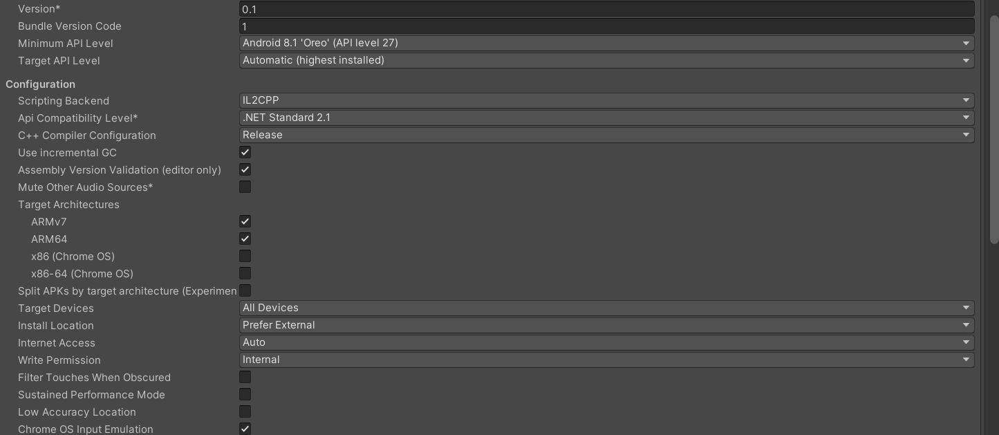 Version* 0.1
Bundle Version Code 1
Minimum API Level Android 8.1 'Oreo' (API level 27)
Target API Level Automatic (highest installed)
Configuration
Scripting Backend IL2CPP
Api Compatibility Level* .NET Standard 2.1
C++ Compiler Configuration Release
Use incremental GC
Assembly Version Validation (editor only)
Mute Other Audio Sources*
Target Architectures
ARMv7
ARM64
x86 (Chrome OS)
x86-64 (Chrome OS)
Split APKs by target architecture (Experimen
Target Devices All Devices
Install Location Prefer External
Internet Access Auto
Write Permission Internal
Filter Touches When Obscured
Sustained Performance Mode
Low Accuracy Location
Chrome OS Input Emulation